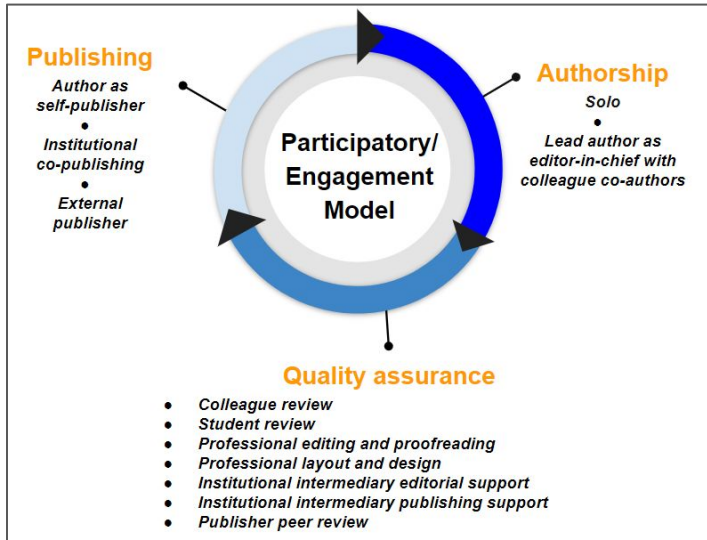 Publishing
Author as
self-publisher
●
Institutional
co-publishing
●
External
publisher
Participatory/
Engagement
Model
Authorship
Solo
●
Lead author as
editor-in-chief with
colleague co-authors
Quality assurance
● Colleague review
● Student review
● Professional editing and proofreading
● Professional layout and design
● Institutional intermediary editorial support
● Institutional intermediary publishing support
● Publisher peer review